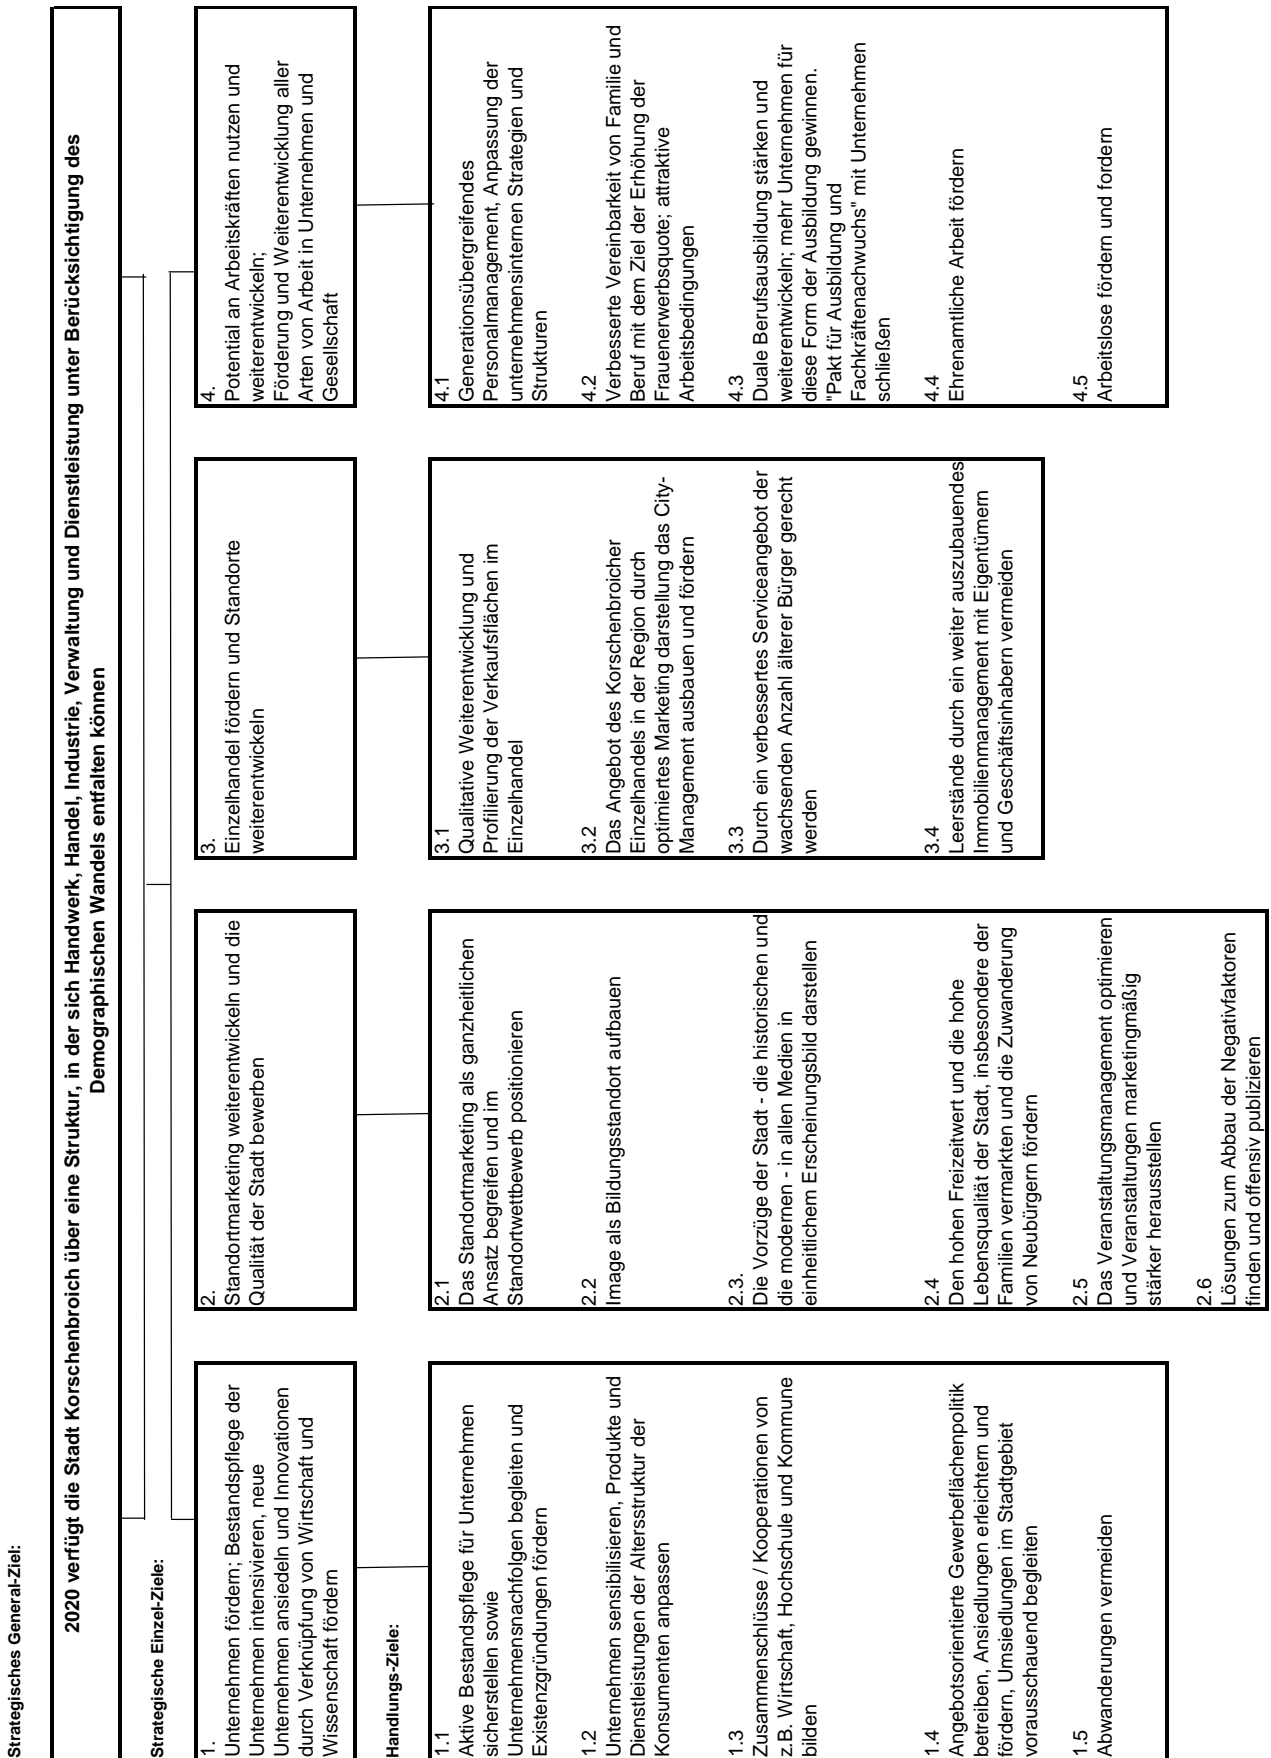 Strategisches General-Ziel:
2020 verfügt die Stadt Korschenbroich über eine Struktur, in der sich Handwerk, Handel, Industrie, Verwaltung und Dienstleistung unter Berücksichtigung des
Demographischen Wandels entfalten können
Strategische Einzel-Ziele:
1.
Unternehmen fördern; Bestandspflege der
Unternehmen intensivieren, neue
Unternehmen ansiedeln und Innovationen
durch Verknüpfung von Wirtschaft und
Wissenschaft fördern
2.
Standortmarketing weiterentwickeln und die
Qualität der Stadt bewerben
3.
Einzelhandel fördern und Standorte
weiterentwickeln
4.
Potential an Arbeitskräften nutzen und
weiterentwickeln;
Förderung und Weiterentwicklung aller
Arten von Arbeit in Unternehmen und
Gesellschaft
Handlungs-Ziele:
1.1
Aktive Bestandspflege für Unternehmen
sicherstellen sowie
Unternehmensnachfolgen begleiten und
Existenzgründungen fördern
1.2
Unternehmen sensibilisieren, Produkte und
Dienstleistungen der Altersstruktur der
Konsumenten anpassen
1.3
Zusammenschlüsse / Kooperationen von
z.B. Wirtschaft, Hochschule und Kommune
bilden
1.4
Angebotsorientierte Gewerbeflächenpolitik
betreiben, Ansiedlungen erleichtern und
fördern, Umsiedlungen im Stadtgebiet
vorausschauend begleiten
1.5
Abwanderungen vermeiden
2.1
Das Standortmarketing als ganzheitlichen
Ansatz begreifen und im
Standortwettbewerb positionieren
2.2
Image als Bildungsstandort aufbauen
2.3.
Die Vorzüge der Stadt - die historischen und
die modernen - in allen Medien in
einheitlichem Erscheinungsbild darstellen
2.4
Den hohen Freizeitwert und die hohe
Lebensqualität der Stadt, insbesondere der
Familien vermarkten und die Zuwanderung
von Neubürgern fördern
2.5
Das Veranstaltungsmanagement optimieren
und Veranstaltungen marketingmäßig
stärker herausstellen
2.6
Lösungen zum Abbau der Negativfaktoren
finden und offensiv publizieren
3.1
Qualitative Weiterentwicklung und
Profilierung der Verkaufsflächen im
Einzelhandel
3.2
Das Angebot des Korschenbroicher
Einzelhandels in der Region durch
optimiertes Marketing darstellung das City-
Management ausbauen und fördern
3.3
Durch ein verbessertes Serviceangebot der
wachsenden Anzahl älterer Bürger gerecht
werden
3.4
Leerstände durch ein weiter auszubauendes
Immobilienmanagement mit Eigentümern
und Geschäftsinhabern vermeiden
4.1
Generationsübergreifendes
Personalmanagement, Anpassung der
unternehmensinternen Strategien und
Strukturen
4.2
Verbesserte Vereinbarkeit von Familie und
Beruf mit dem Ziel der Erhöhung der
Frauenerwerbsquote; attraktive
Arbeitsbedingungen
4.3
Duale Berufsausbildung stärken und
weiterentwickeln; mehr Unternehmen für
diese Form der Ausbildung gewinnen.
"Pakt für Ausbildung und
Fachkräftenachwuchs" mit Unternehmen
schließen
4.4
Ehrenamtliche Arbeit fördern
4.5
Arbeitslose fördern und fordern